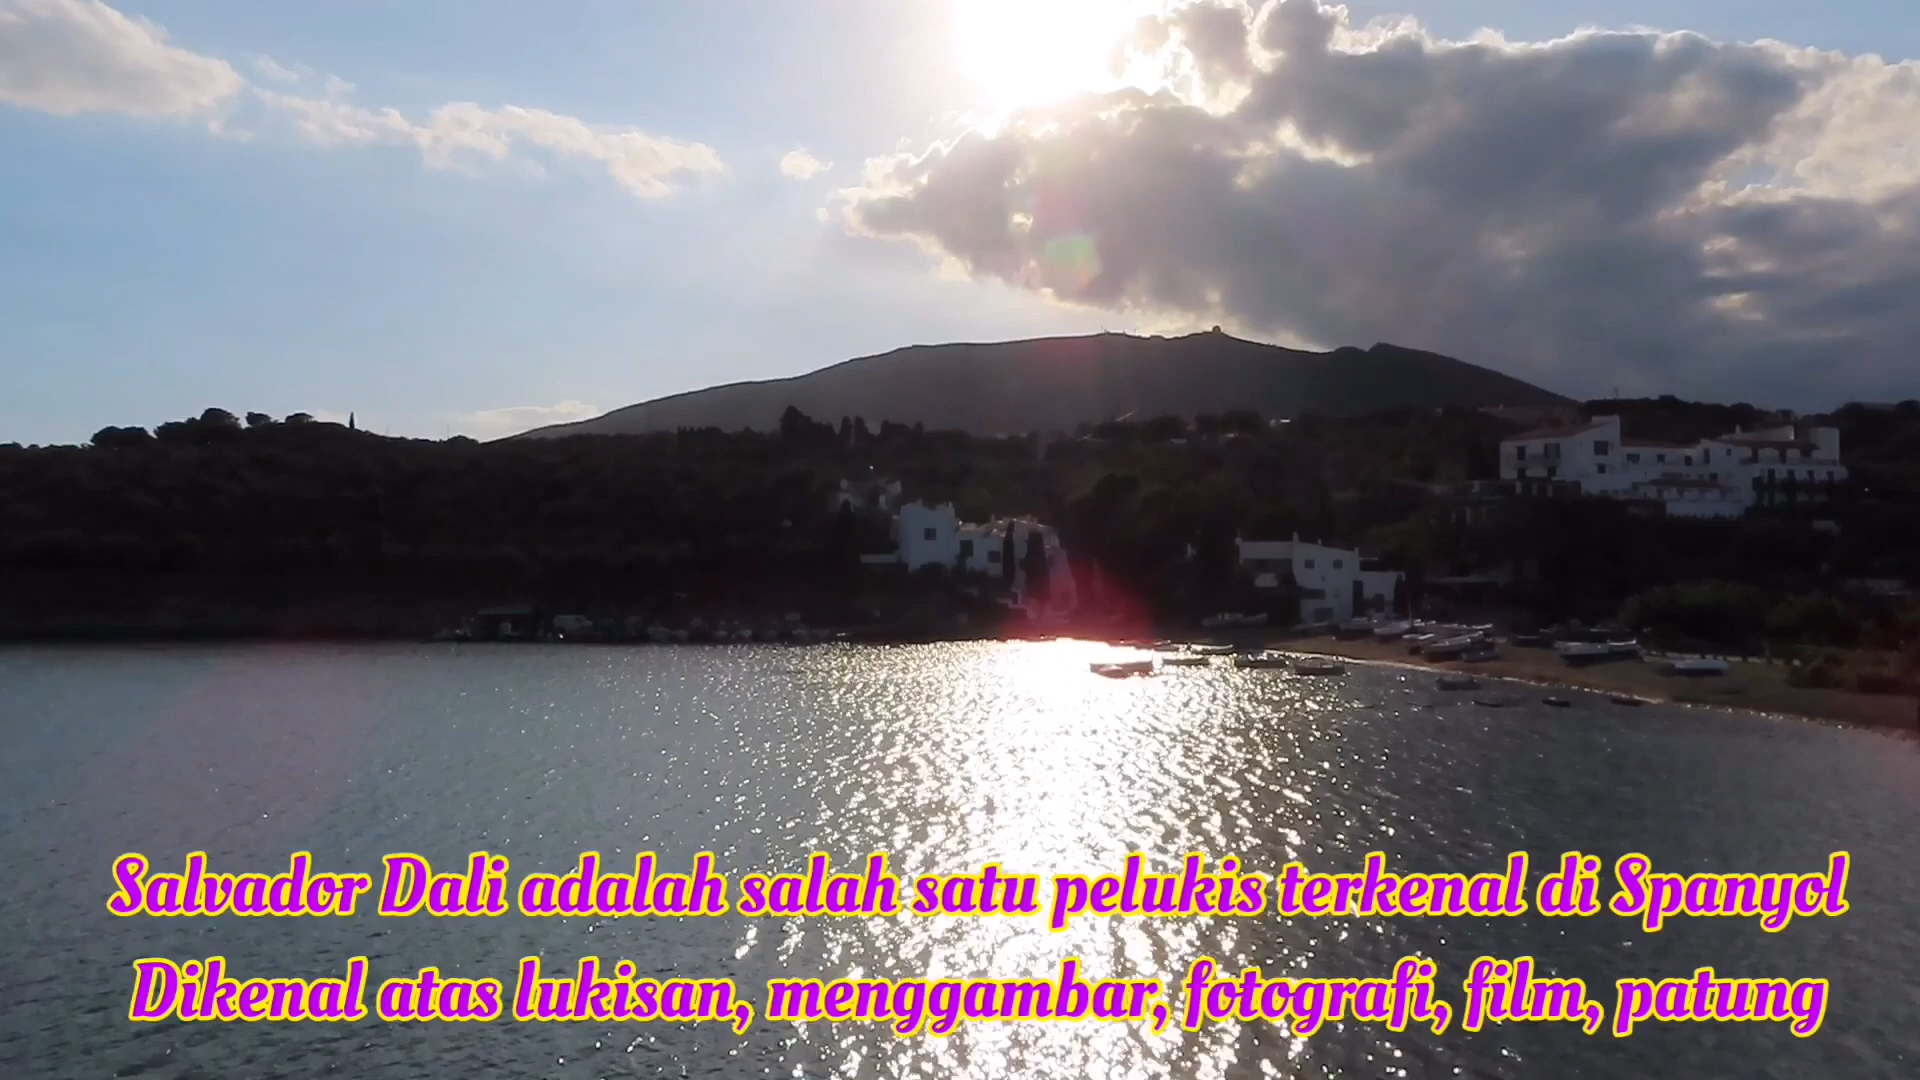 Salvador Dali adalah salah satu pelukis terkenal di Spanyol
Dikenal atas lukisan, menggambar, fotografi, film, patung